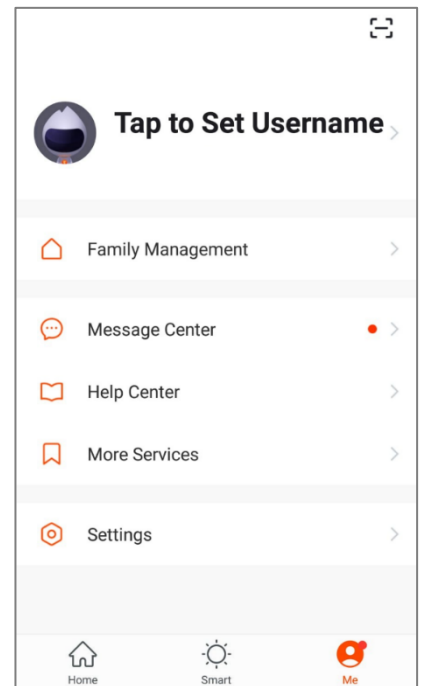 Tap to Set Username
Family Management
Message Center
Help Center
More Services
Settings
Home
Smart
Me